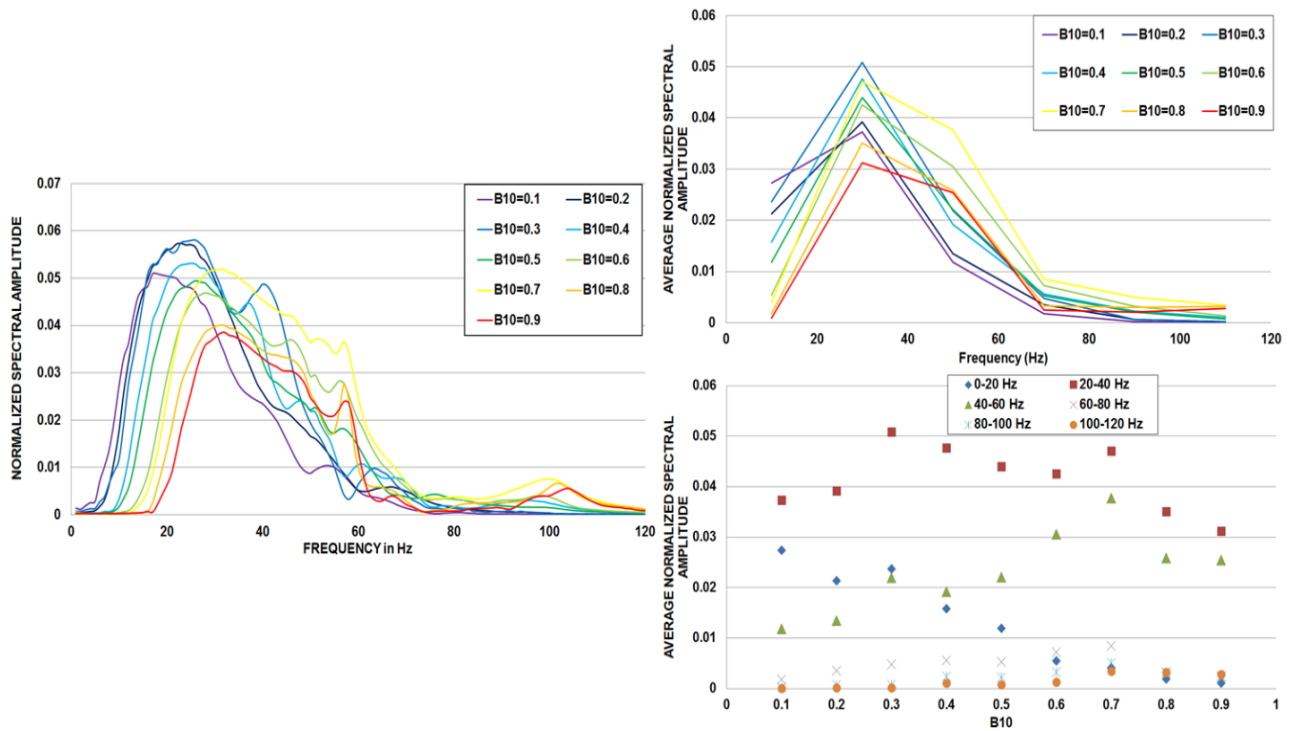 NORMALIZED SPECTRAL AMPLITUDE
0.07
0.06
0.05
0.04
0.03
0.02
0.01
0
0 20 40 60 80 100 120
FREQUENCY in Hz
B10=0.1 B10=0.2
B10=0.3 B10=0.4
B10=0.5 B10=0.6
B10=0.7 B10=0.8
B10=0.9
AVERAGE NORMALIZED SPECTRAL
AMPLITUDE
0.06
0.05
0.04
0.03
0.02
0.01
0
0 20 40 60 80 100 120
Frequency (Hz)
B10=0.1 B10=0.2 B10=0.3
B10=0.4 B10=0.5 B10=0.6
B10=0.7 B10=0.8 B10=0.9
AVERAGE NORMALIZED SPECTRAL
AMPLITUDE
0.06
0.05
0.04
0.03
0.02
0.01
0
0 0.1 0.2 0.3 0.4 0.5 0.6 0.7 0.8 0.9 1
B10
0-20 Hz 20-40 Hz
40-60 Hz 60-80 Hz
80-100 Hz 100-120 Hz